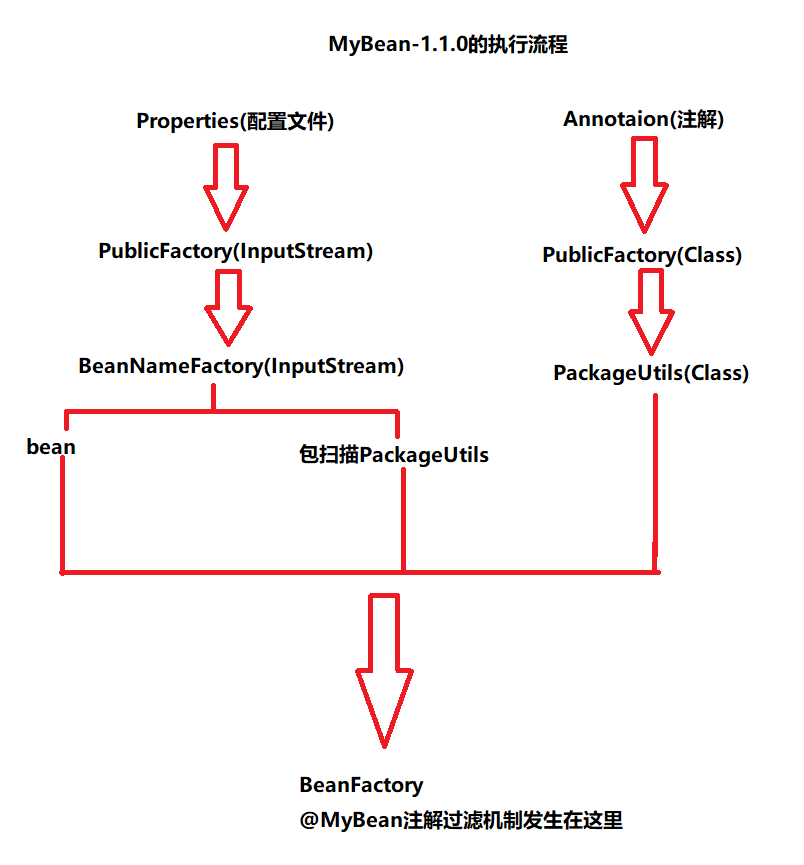 MyBean-1.1.0的执行流程
Properties(配置文件)
Annotaion(注解)
PublicFactory(InputStream)
PublicFactory(Class)
BeanNameFactory(InputStream)
PackageUtils(Class)
bean
包扫描PackageUtils
BeanFactory
@MyBean注解过滤机制发生在这里